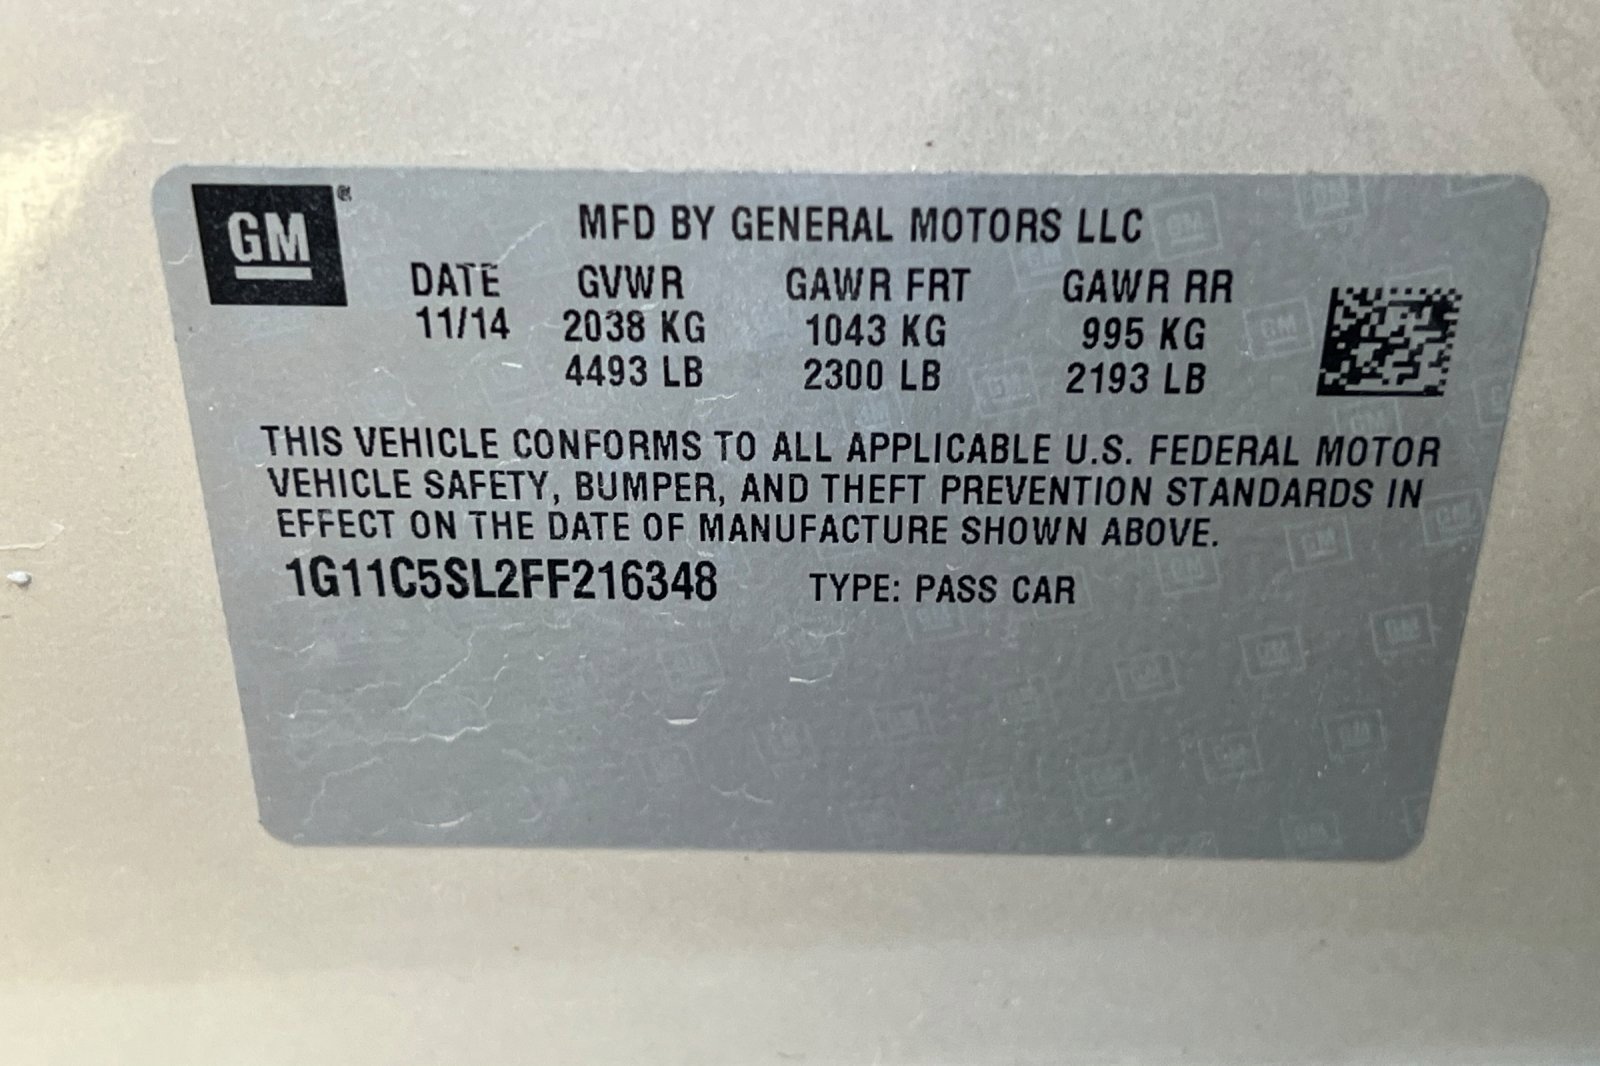 GM®
MFD BY GENERAL MOTORS LLC
DATE GVWR GAWR FRT GAWR RR
11/14 2038 KG 1043 KG 995 KG
4493 LB 2300 LB 2193 LB
THIS VEHICLE CONFORMS TO ALL APPLICABLE U.S. FEDERAL MOTOR
VEHICLE SAFETY, BUMPER, AND THEFT PREVENTION STANDARDS IN
EFFECT ON THE DATE OF MANUFACTURE SHOWN ABOVE.
1G11C5SL2FF216348 TYPE: PASS CAR